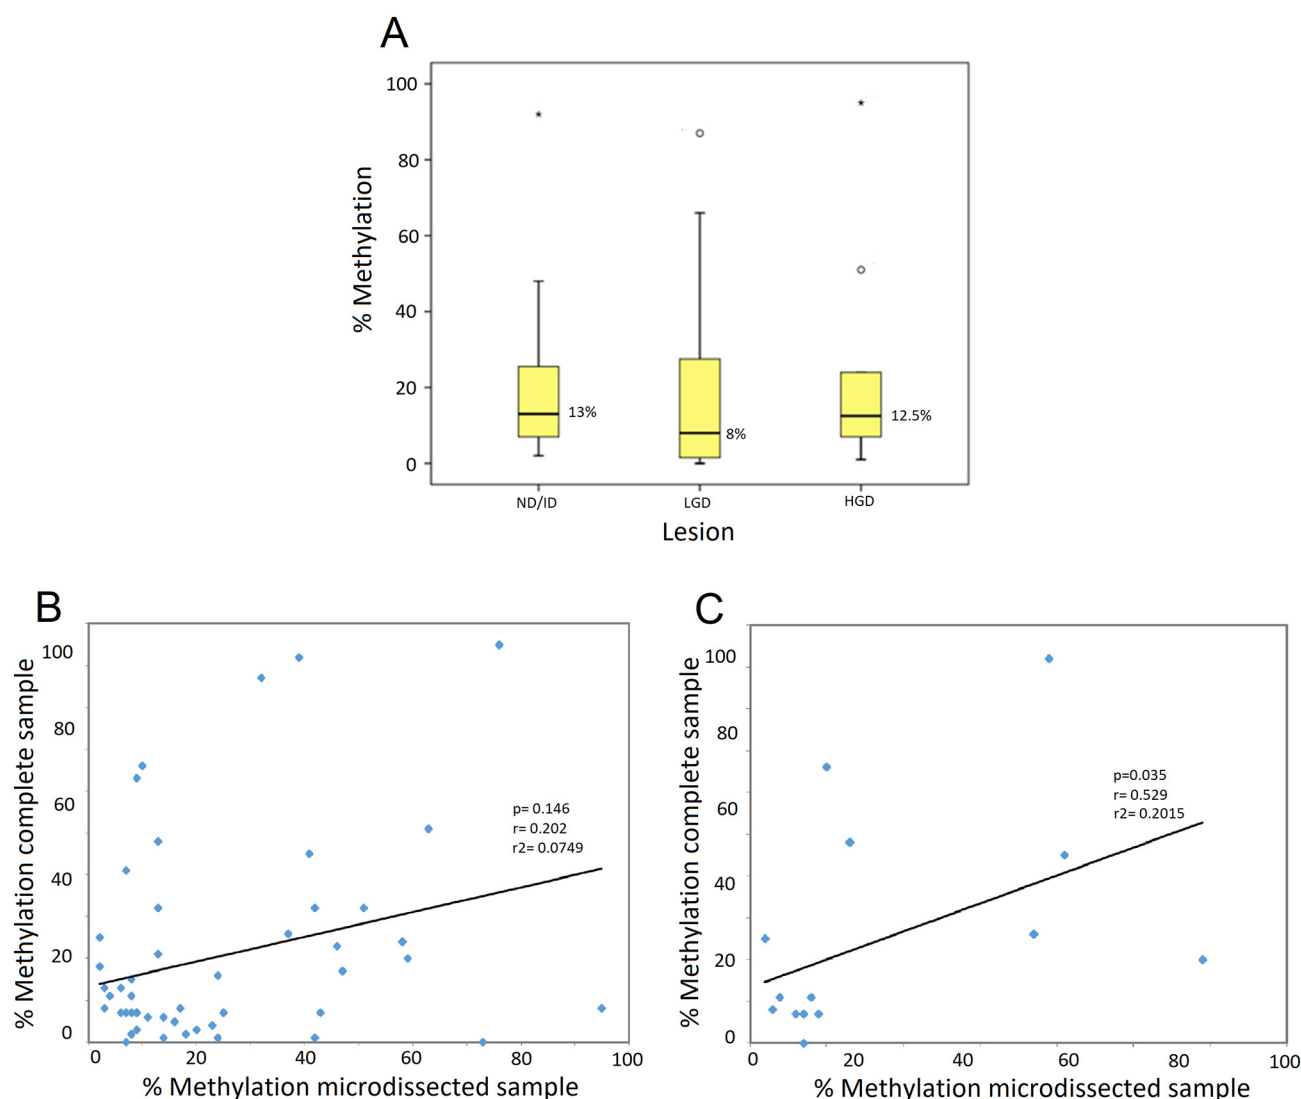 A
% Methylation
100
80
60
40
20
0
13%
8%
12.5%
ND/ID
LGD
HGD
Lesion
B
% Methylation complete sample
100
80
60
40
20
0
p= 0.146
r= 0.202
r2= 0.0749
0 20 40 60 80 100
% Methylation microdissected sample
C
% Methylation complete sample
100
80
60
40
20
0
p=0.035
r= 0.529
r2= 0.2015
0 20 40 60 80 100
% Methylation microdissected sample